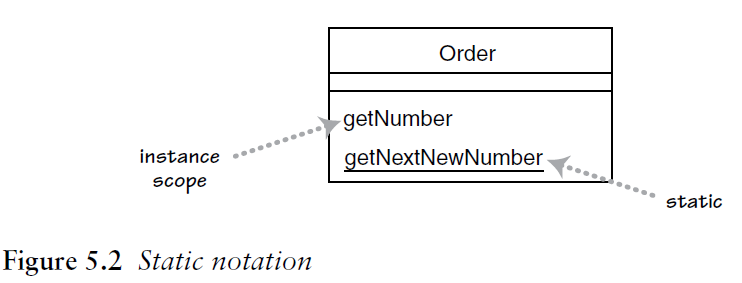 Order
getNumber
instance
scope
getNextNewNumber
static
Figure 5.2 Static notation